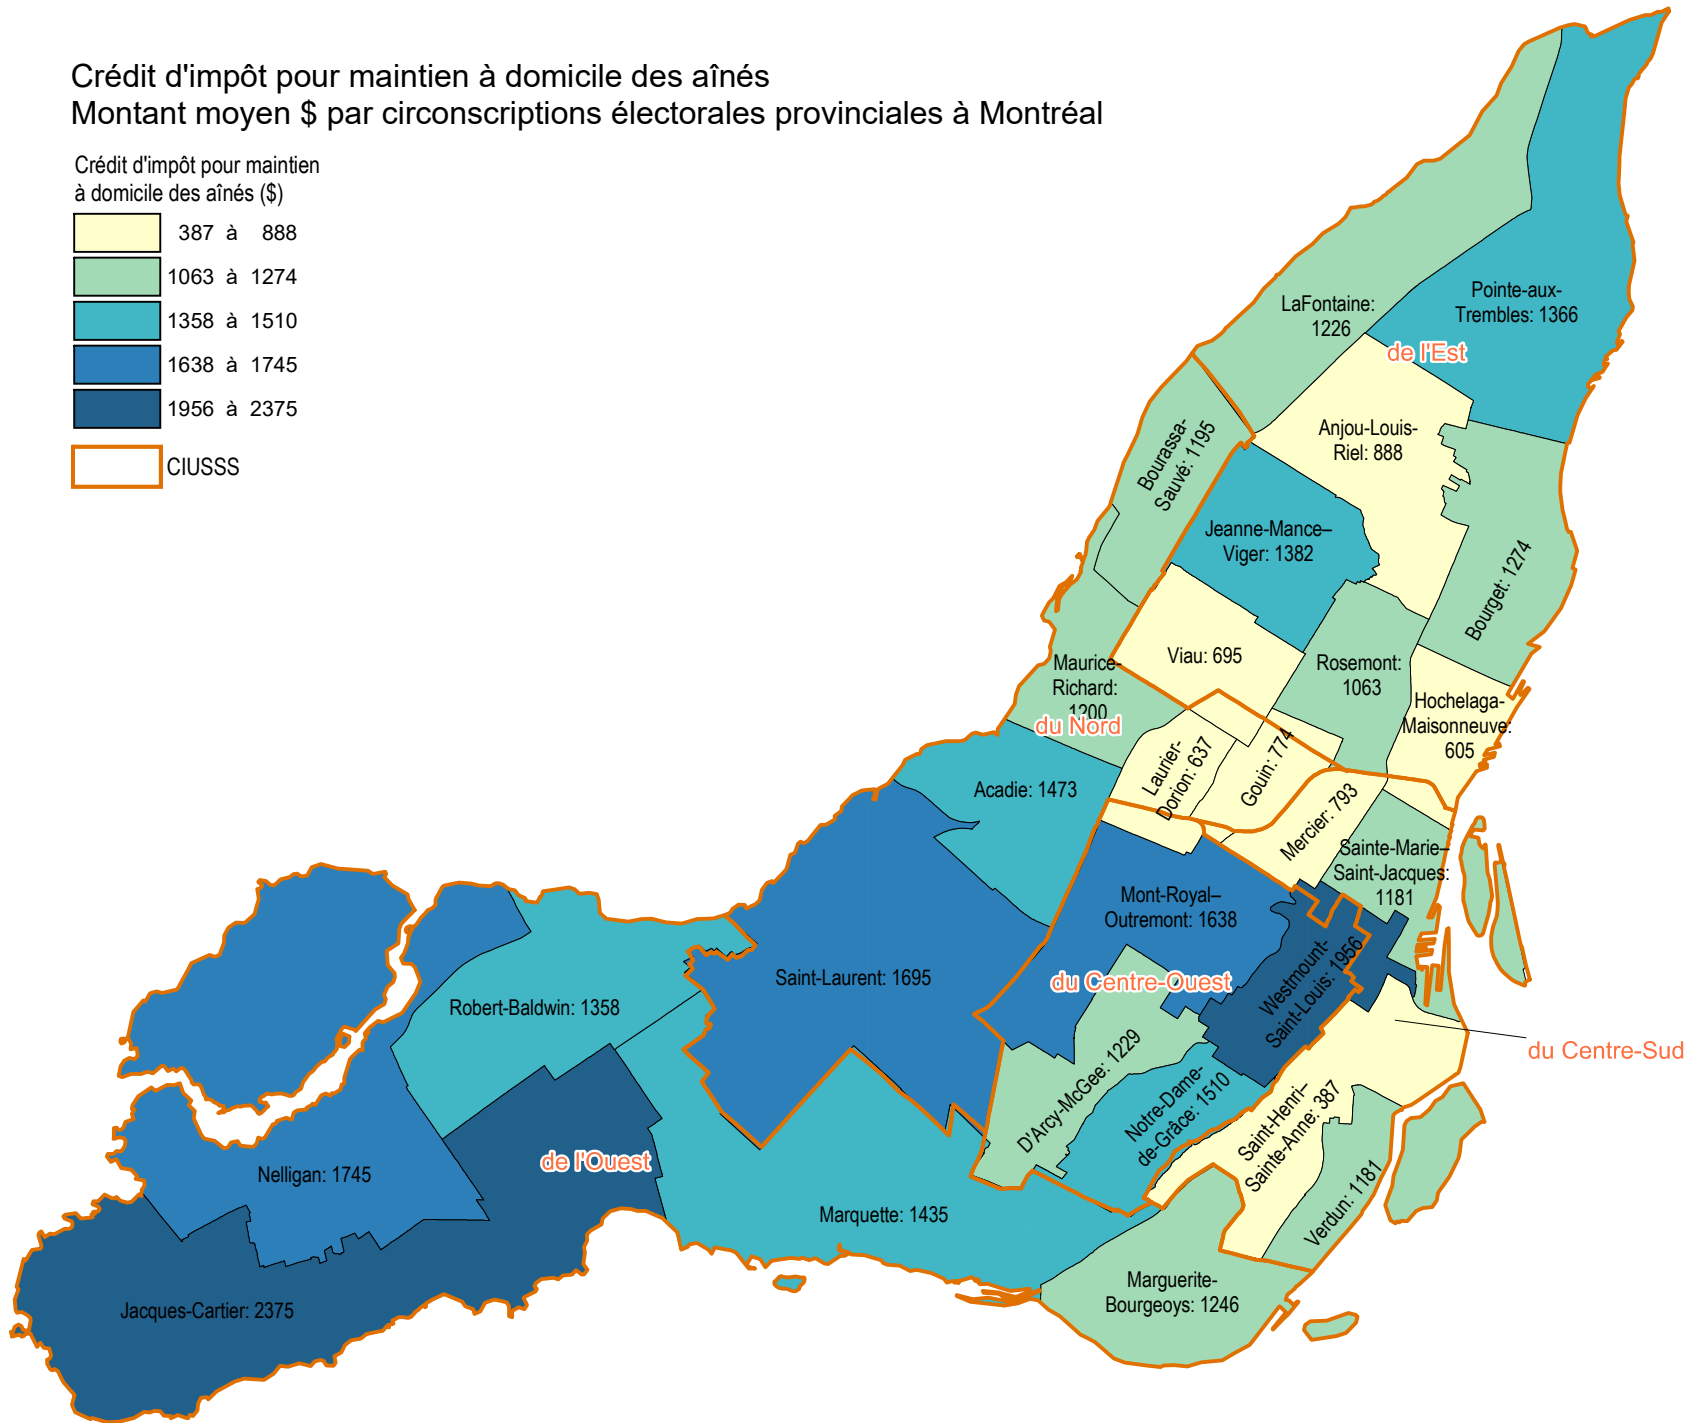 Crédit d'impôt pour maintien à domicile des aînés
Montant moyen $ par circonscriptions électorales provinciales à Montréal
Crédit d'impôt pour maintien
à domicile des aînés ($)
387 à 888
1063 à 1274
1358 à 1510
1638 à 1745
1956 à 2375
CIUSSS
LaFontaine:
1226
Pointe-aux-
Trembles: 1366
de l'Est
Bourassa-
Sauvé: 1195
Anjou-Louis-
Riel: 888
Jeanne-Mance–
Viger: 1382
Bourget: 1274
Viau: 695
Rosemont:
1063
Maurice-
Richard:
1200
du Nord
Hochelaga-
Maisonneuve:
605
Laurier-
Dorion: 637
Gouin: 774
Acadie: 1473
Mercier: 793
Sainte-Marie–
Saint-Jacques:
1181
Mont-Royal–
Outremont: 1638
Saint-Laurent: 1695
du Centre-Ouest
Westmount-
Saint-Louis: 1956
Robert-Baldwin: 1358
du Centre-Sud
D'Arcy-McGee: 1229
Notre-Dame-
de-Grâce: 1510
Saint-Henri–
Sainte-Anne: 387
de l'Ouest
Nelligan: 1745
Verdun: 1181
Marquette: 1435
Marguerite-
Bourgeoys: 1246
Jacques-Cartier: 2375